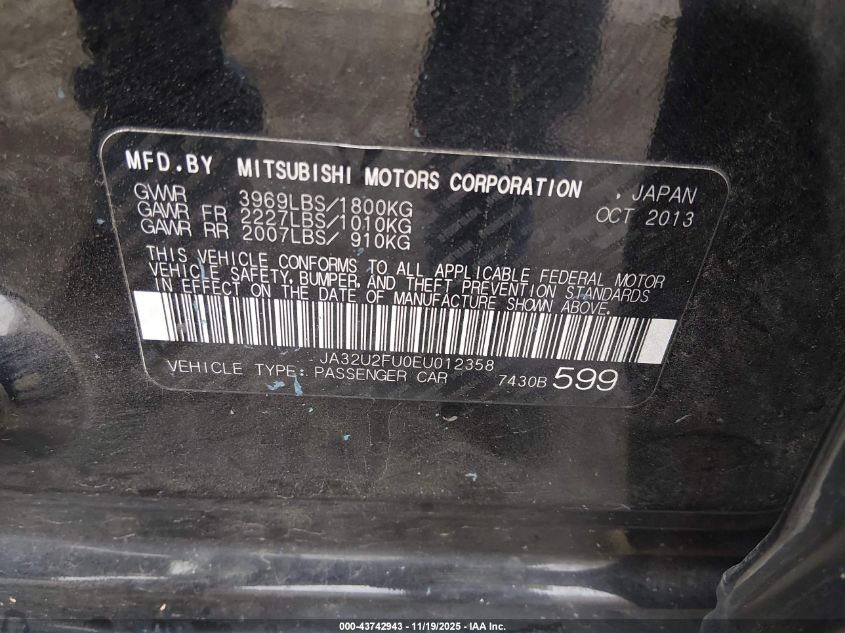 MFD.BY MITSUBISHI MOTORS CORPORATION , JAPAN
GVWR 3969LBS/1800KG OCT 2013
GAWR FR 2227LBS/1010KG
GAWR RR 2007LBS/ 910KG
THIS VEHICLE CONFORMS TO ALL APPLICABLE FEDERAL MOTOR
VEHICLE SAFETY, BUMPER, AND THEFT PREVENTION STANDARDS
IN EFFECT ON THE DATE OF MANUFACTURE SHOWN ABOVE.
JA32U2FU0EU012358
VEHICLE TYPE: PASSENGER CAR 7430B 599
000-43742943 - 11/19/2025 - IAA Inc.